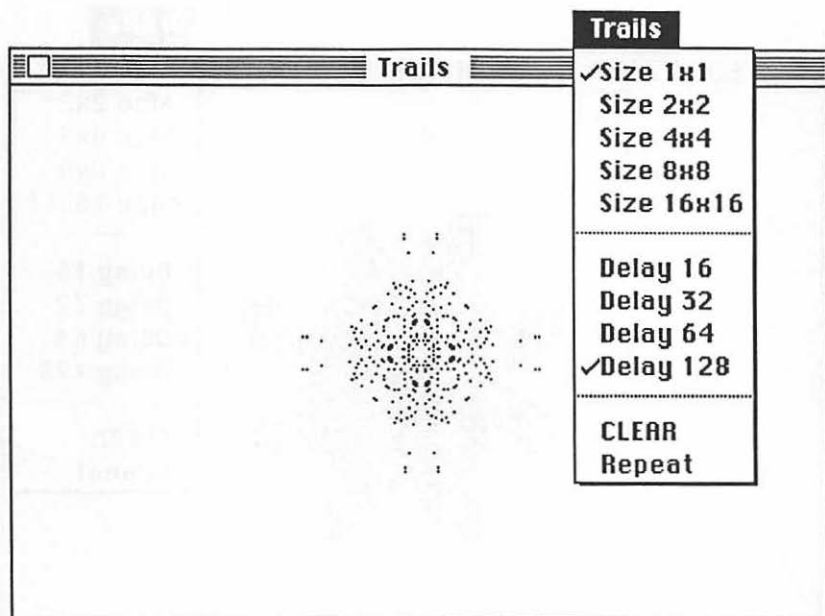 Trails
Trails
✓Size 1x1
Size 2x2
Size 4x4
Size 8x8
Size 16x16
Delay 16
Delay 32
Delay 64
✓Delay 128
CLEAR
Repeat